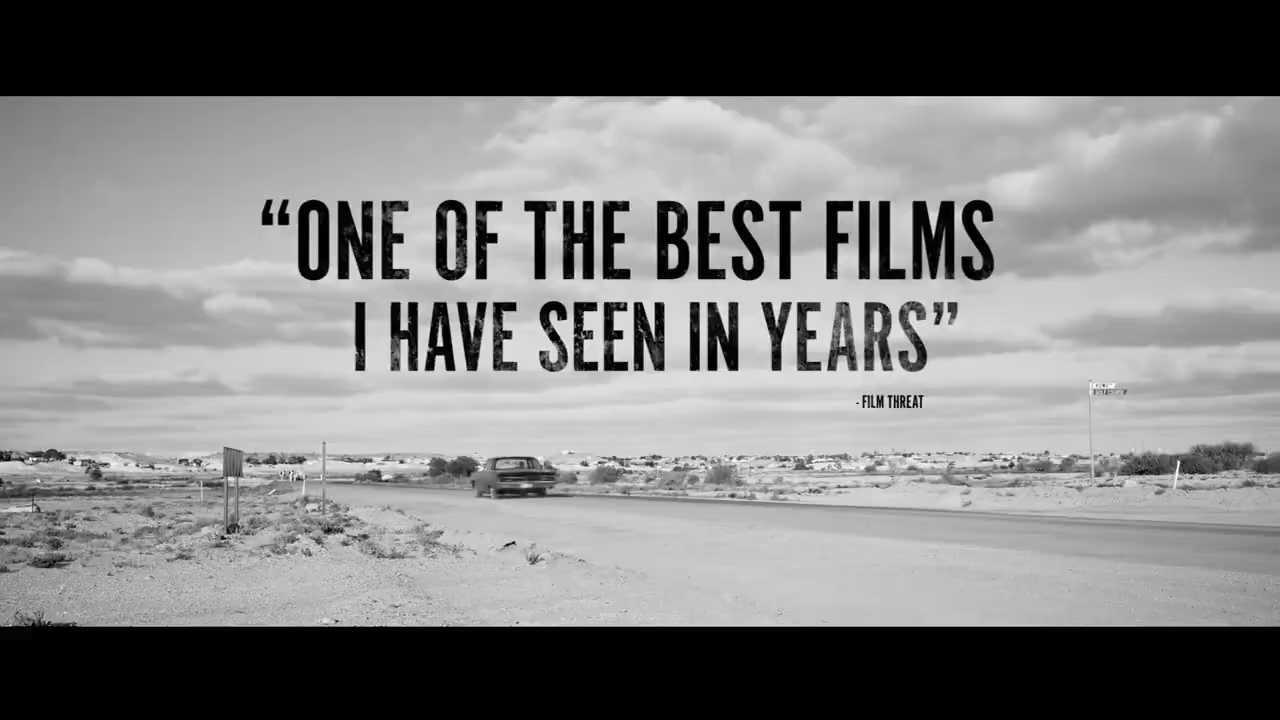 “ONE OF THE BEST FILMS
I HAVE SEEN IN YEARS”
- FILM THREAT